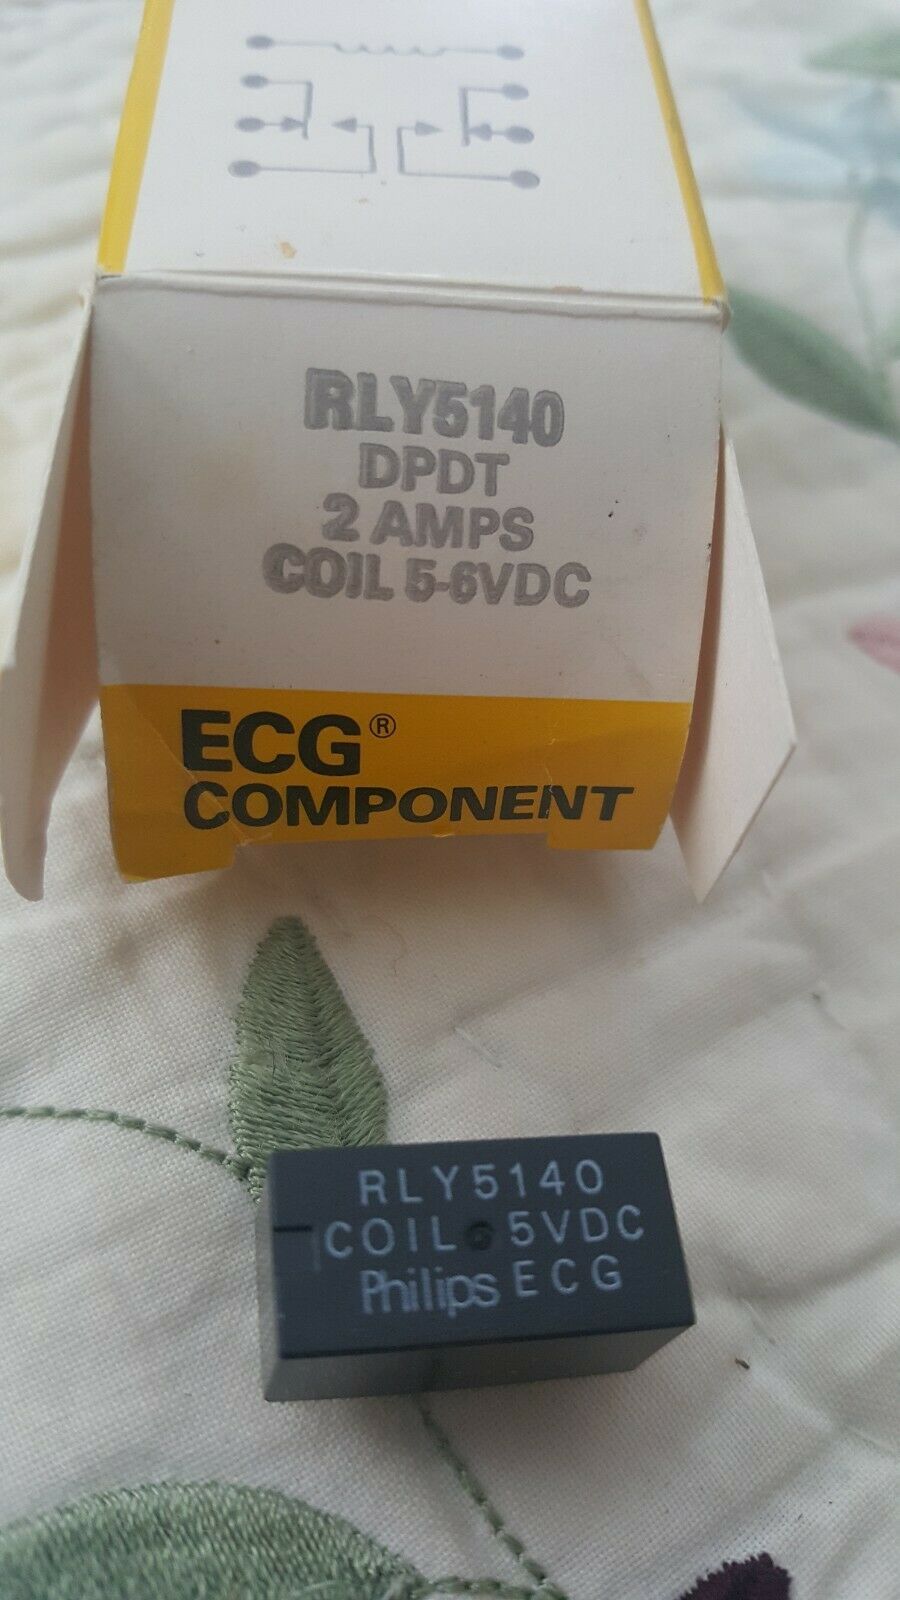 RLY5140
DPDT
2 AMPS
COIL 5-6VDC
ECG®
COMPONENT
RLY5140
COIL 5VDC
Philips ECG